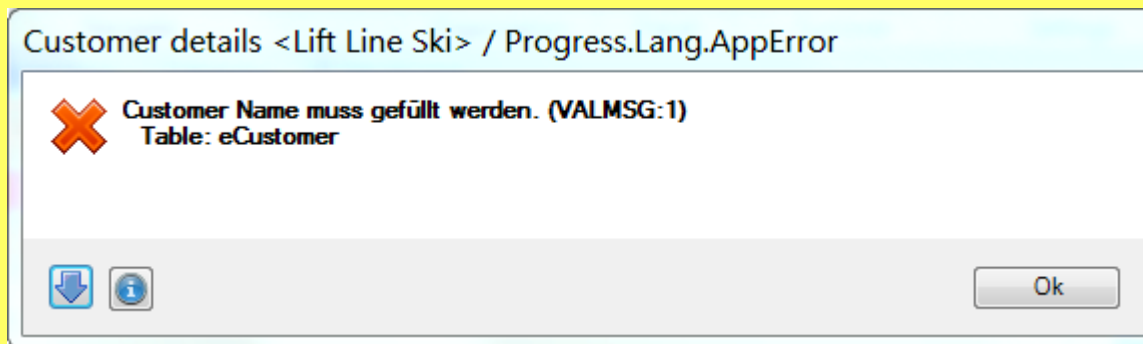 Customer details <Lift Line Ski> / Progress.Lang.AppError
Customer Name muss gefüllt werden. (VALMSG:1)
Table: eCustomer
Ok